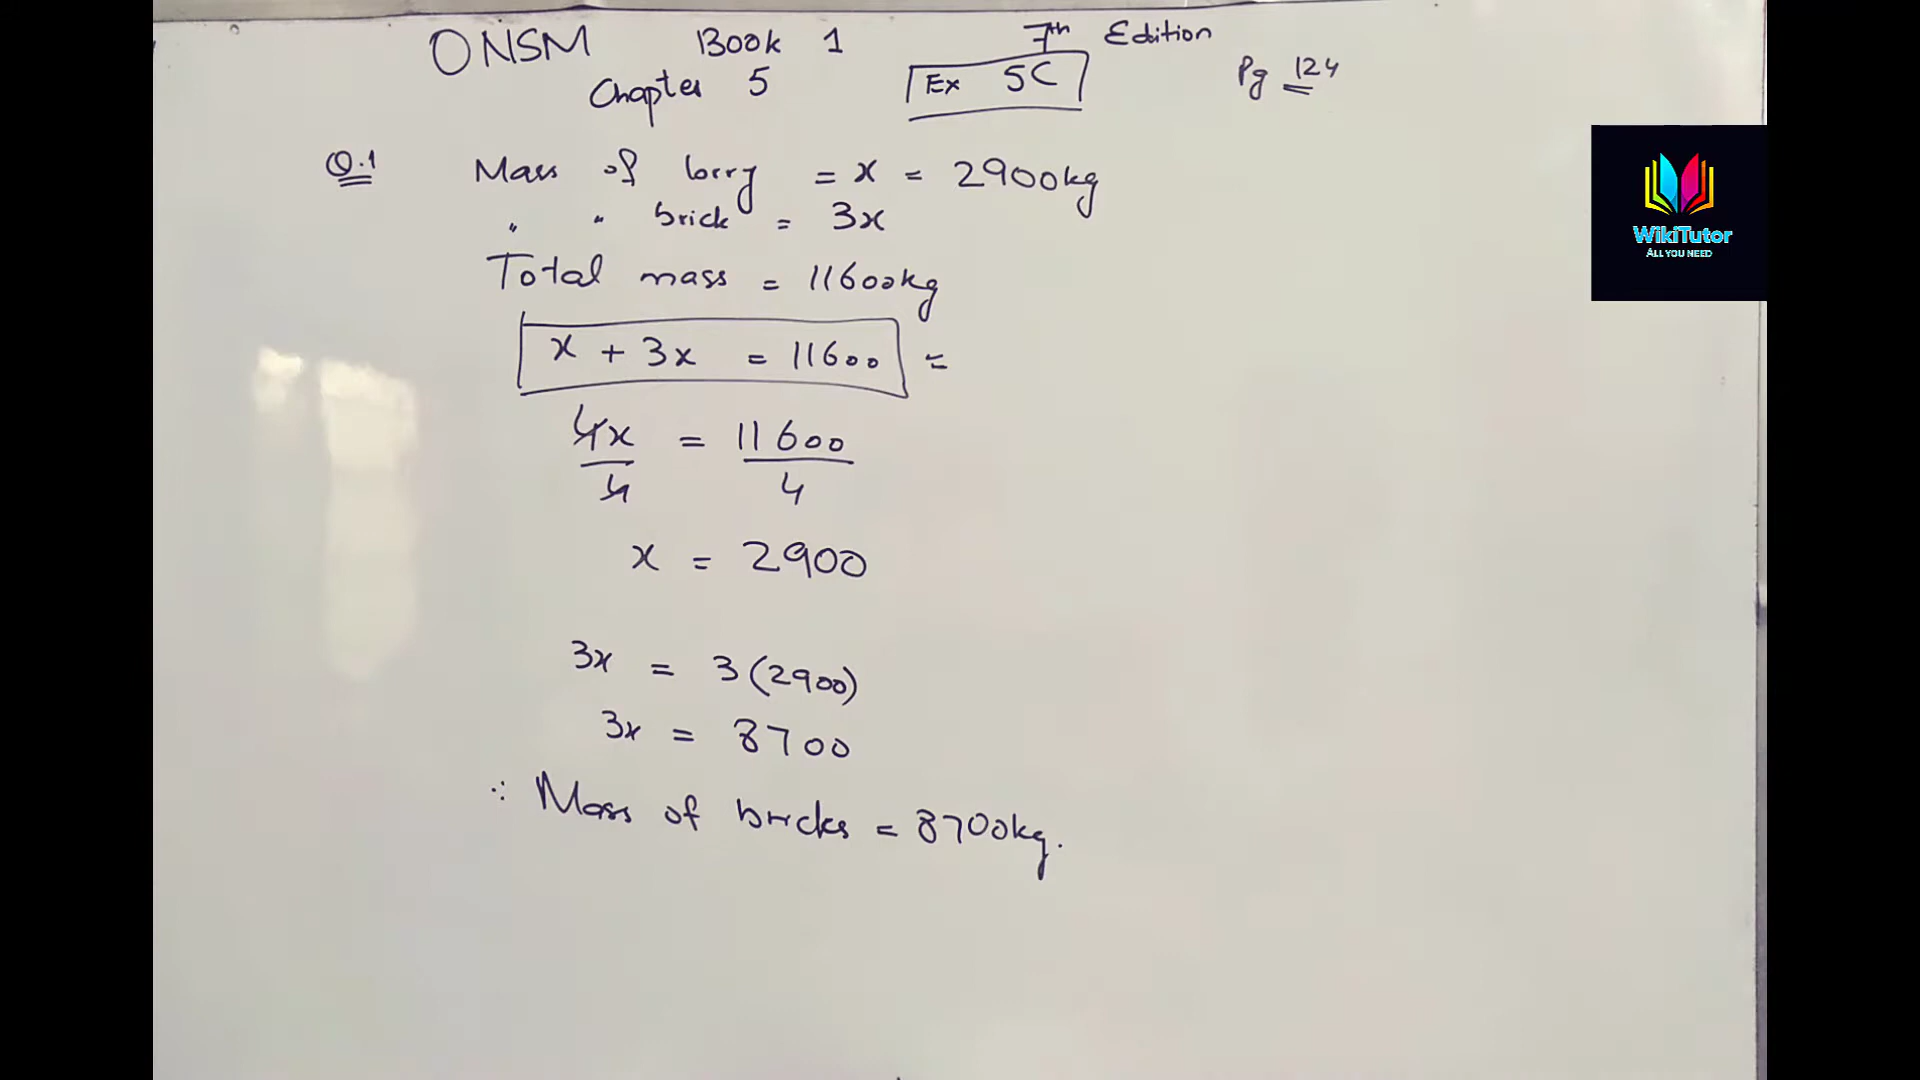 ONSM Book 1 7th Edition
Chapter 5 Ex 5C Pg 124
Q.1 Mass of lorry = x = 2900kg
" " brick = 3x
Total mass = 11600kg
x + 3x = 11600 =
4x/4 = 11600/4
x = 2900
3x = 3(2900)
3x = 8700
∴ Mass of bricks = 8700kg.
WikiTutor
ALL YOU NEED